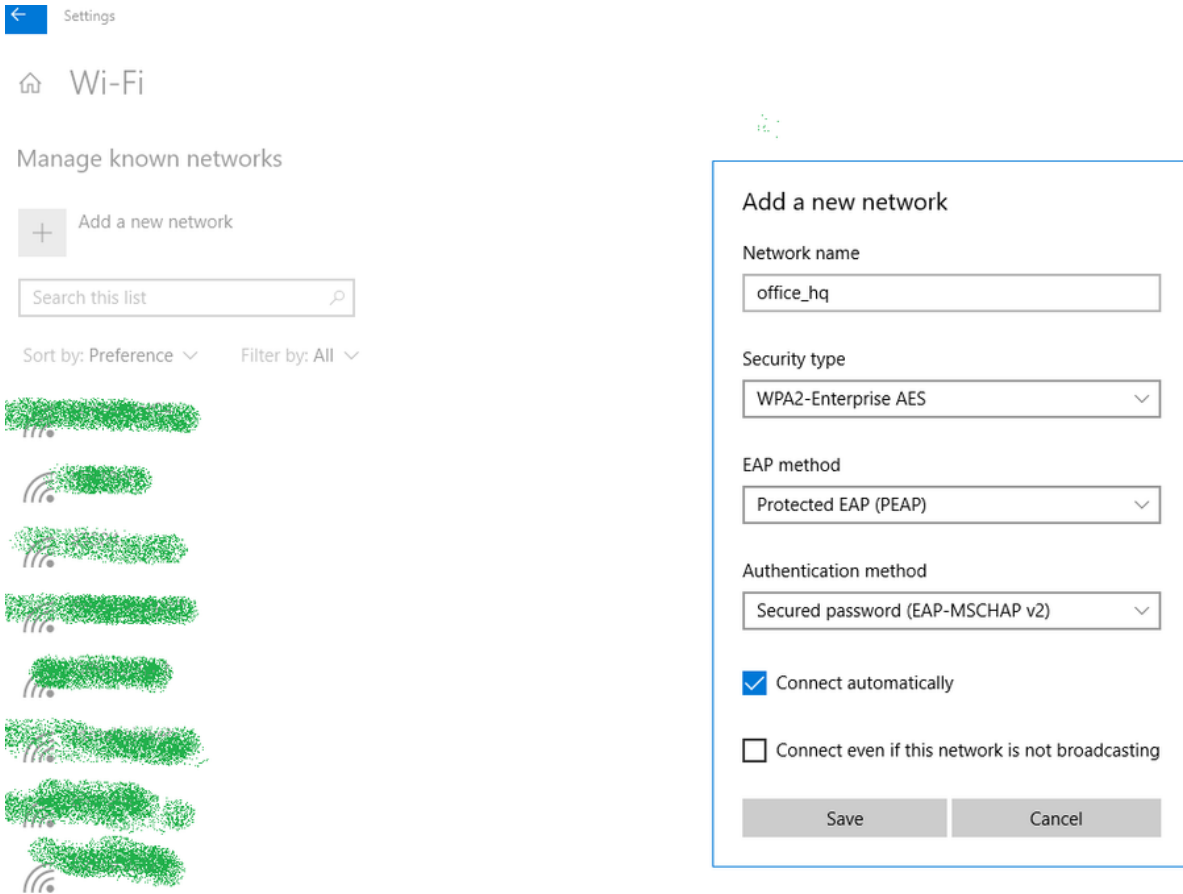 Settings
Wi-Fi
Manage known networks
Add a new network
Search this list
Sort by: Preference
Filter by: All
Add a new network
Network name
office_hq
Security type
WPA2-Enterprise AES
EAP method
Protected EAP (PEAP)
Authentication method
Secured password (EAP-MSCHAP v2)
Connect automatically
Connect even if this network is not broadcasting
Save
Cancel